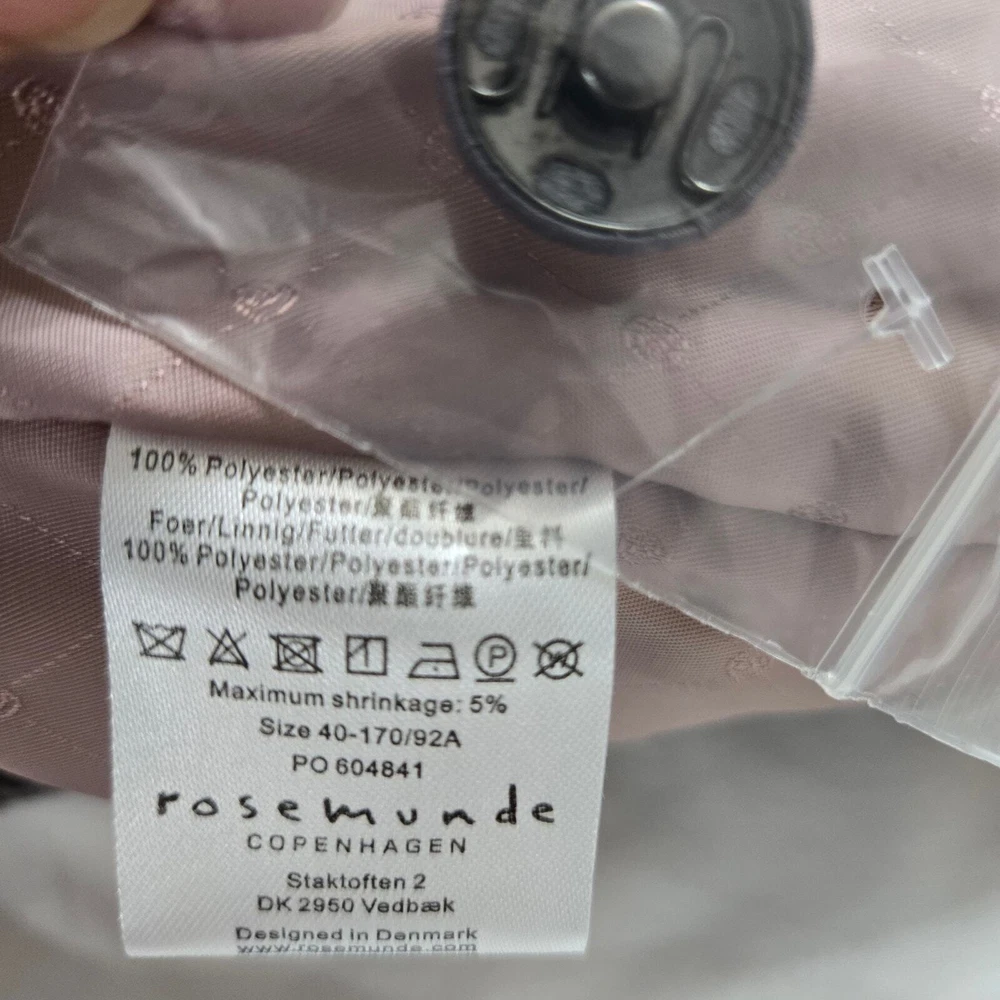 100% Polyester/Polyester/Polyester/
Polyester/聚酯纤维
Foer/Linnig/Futter/doublure/里料
100% Polyester/Polyester/Polyester/
Polyester/聚酯纤维
P W
Maximum shrinkage: 5%
Size 40-170/92A
PO 604841
rosemunde
COPENHAGEN
Staktoften 2
DK 2950 Vedbæk
Designed in Denmark
www.rosemunde.com